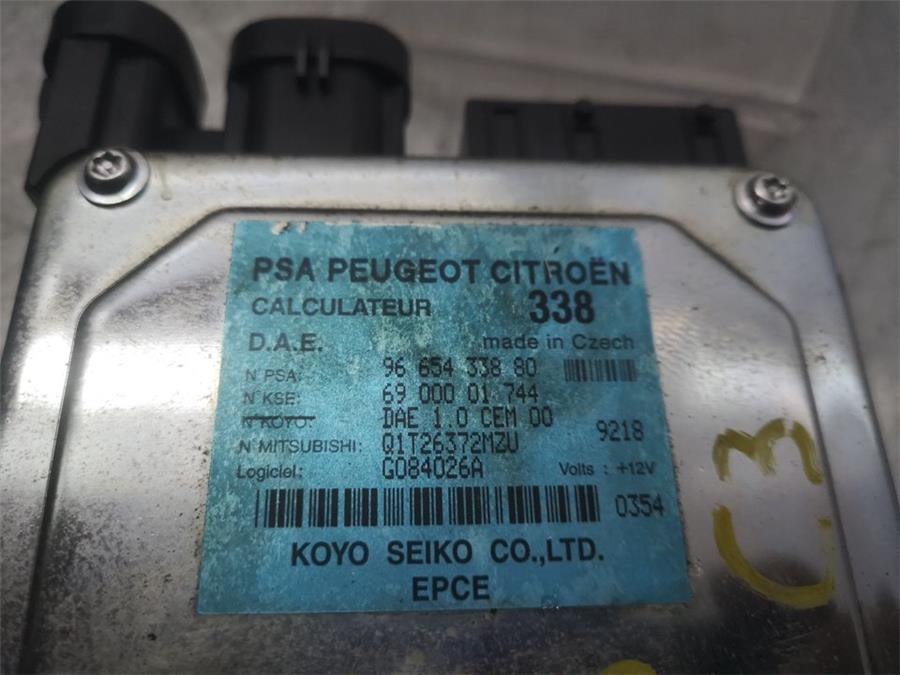 PSA PEUGEOT CITROËN
CALCULATEUR 338
D.A.E. made in Czech
N PSA: 96 654 338 80
N KSE: 69 000 01 744
N KOYO: DAE 1.0 CEM 00
N MITSUBISHI: Q1T26372MZU 9218
Logiciel: G084026A Volts : +12V
0354
KOYO SEIKO CO.,LTD.
EPCE
C3